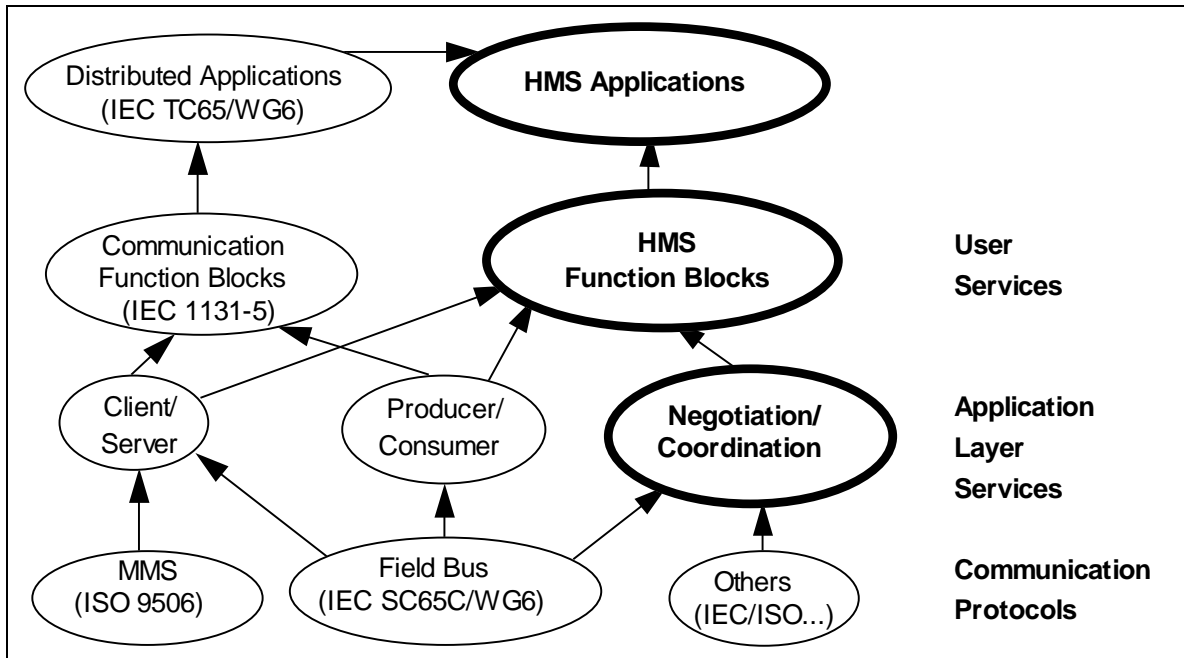 Distributed Applications
(IEC TC65/WG6)
HMS Applications
Communication
Function Blocks
(IEC 1131-5)
HMS
Function Blocks
User
Services
Client/
Server
Producer/
Consumer
Negotiation/
Coordination
Application
Layer
Services
MMS
(ISO 9506)
Field Bus
(IEC SC65C/WG6)
Others
(IEC/ISO...)
Communication
Protocols